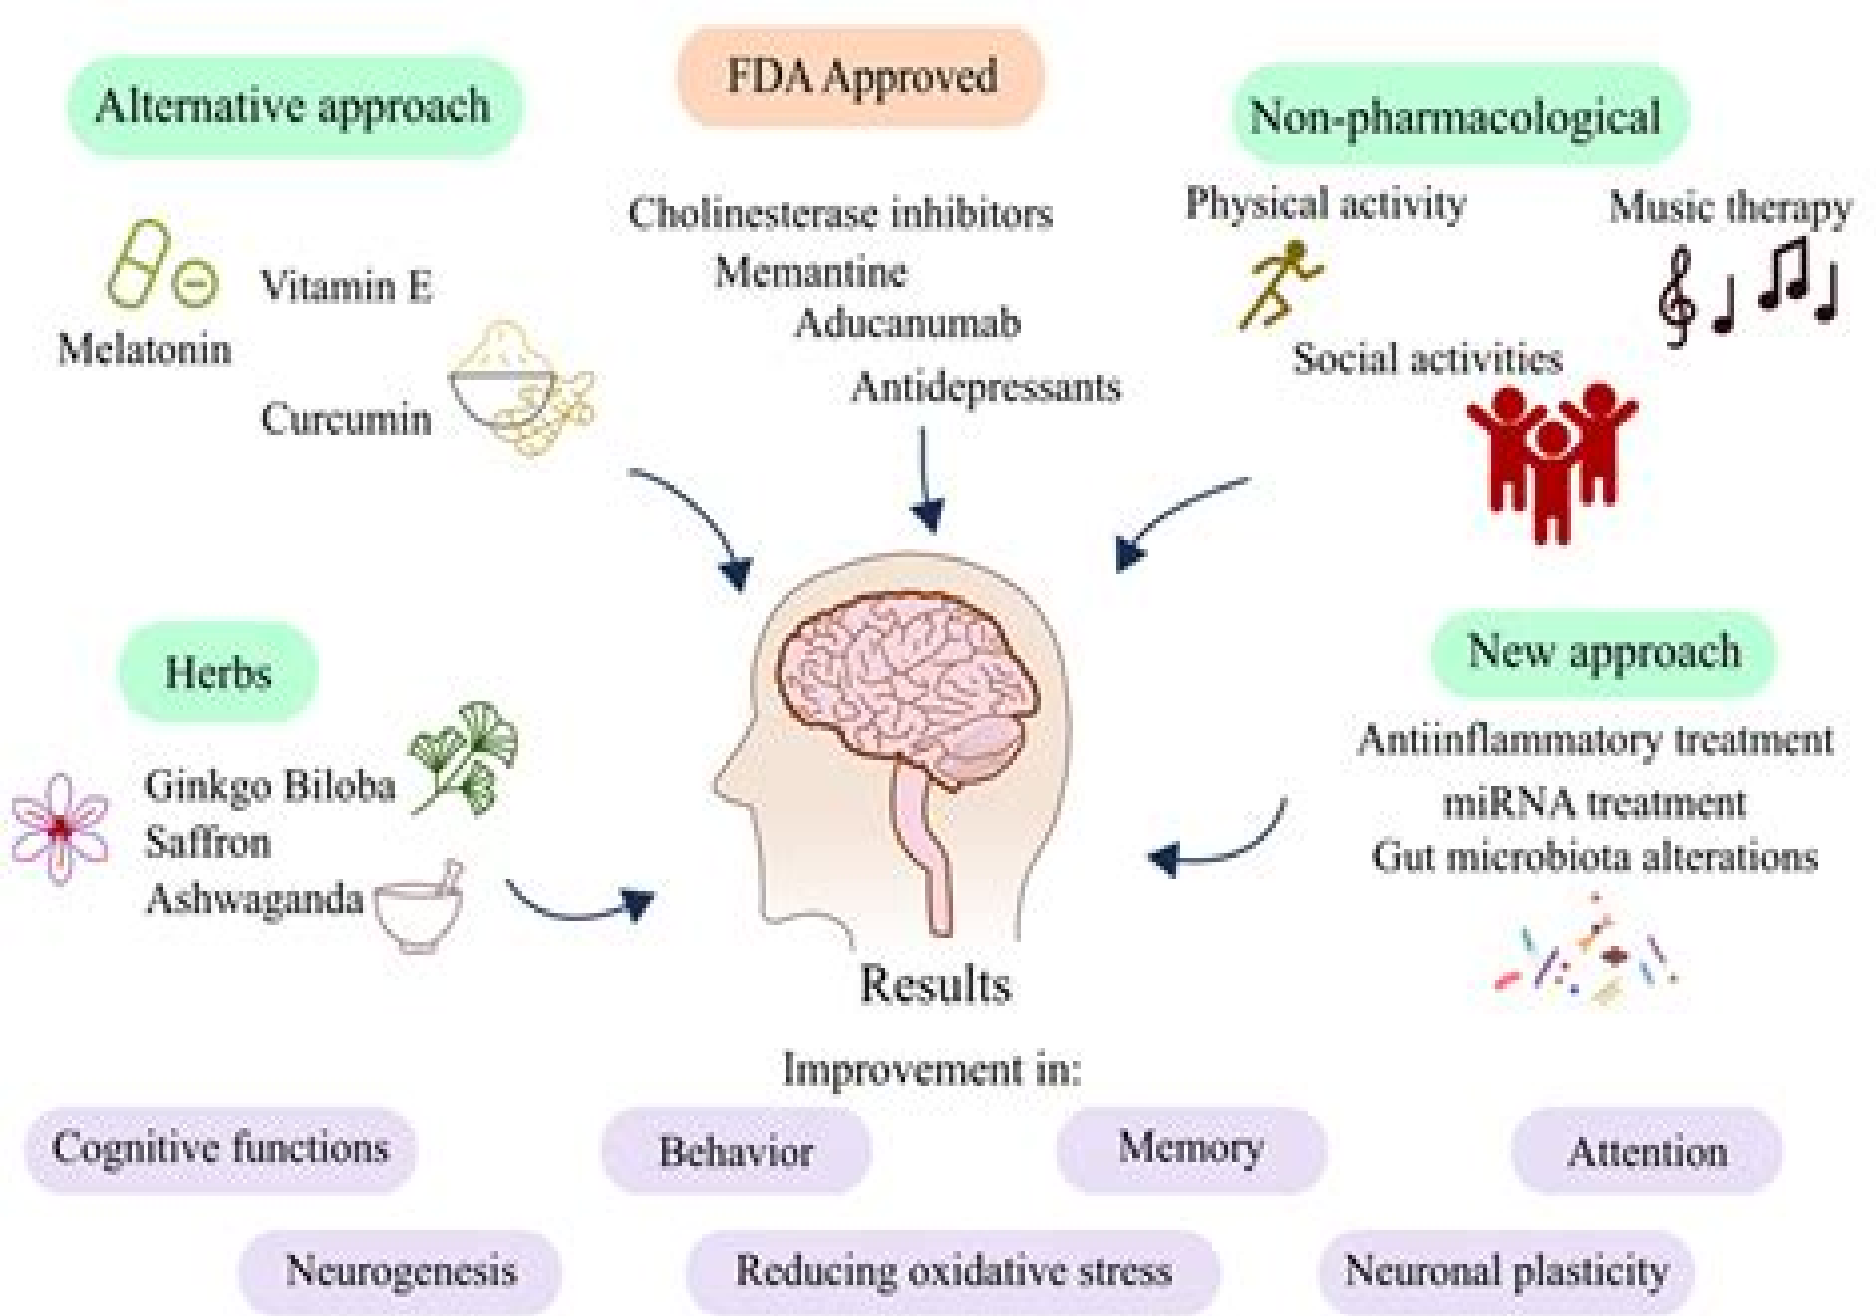 Alternative approach
Vitamin E
Melatonin
Curcumin
FDA Approved
Cholinesterase inhibitors
Memantine
Aducanumab
Antidepressants
Non-pharmacological
Physical activity
Music therapy
Social activities
Herbs
Ginkgo Biloba
Saffron
Ashwaganda
New approach
Antiinflammatory treatment
miRNA treatment
Gut microbiota alterations
Results
Improvement in:
Cognitive functions
Behavior
Memory
Attention
Neurogenesis
Reducing oxidative stress
Neuronal plasticity